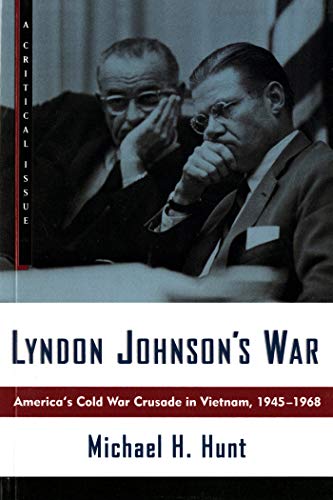 A CRITICAL ISSUE
LYNDON JOHNSON'S WAR
America's Cold War Crusade in Vietnam, 1945–1968
Michael H. Hunt